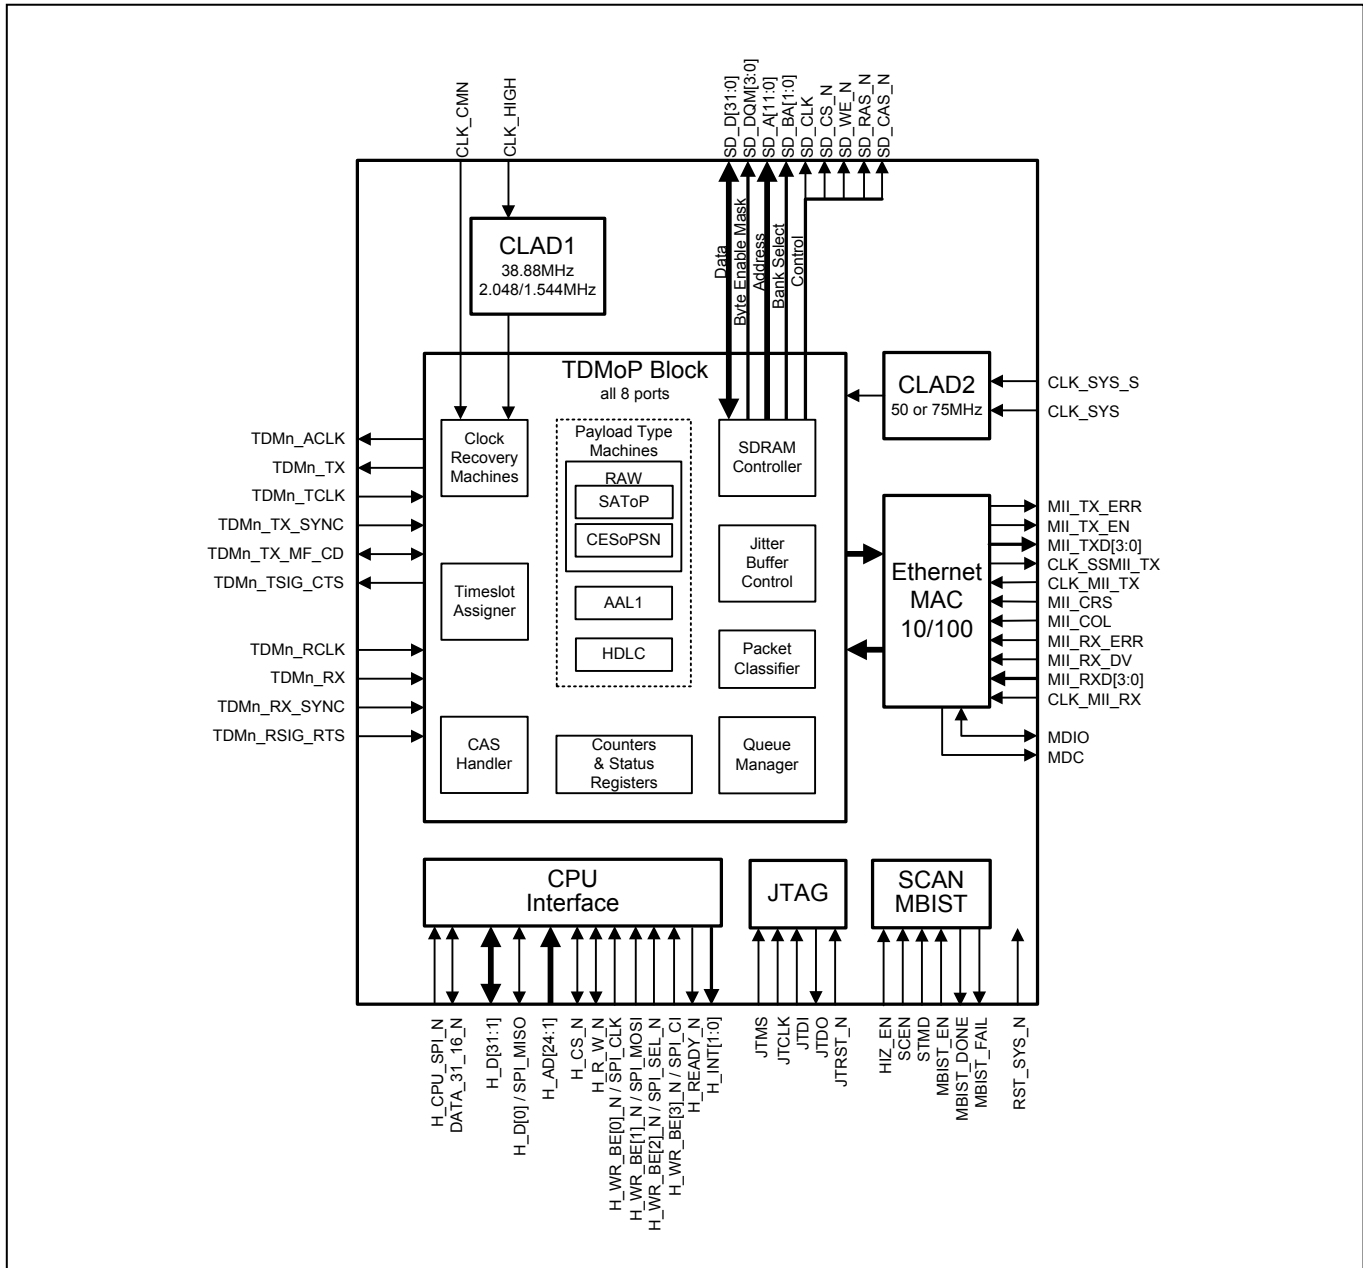 CLK_CMN
CLK_HIGH
SD_D[31:0]
SD_DQM[3:0]
SD_A[11:0]
SD_BA[1:0]
SD_CLK
SD_CS_N
SD_WE_N
SD_RAS_N
SD_CAS_N
CLAD1
38.88MHz
2.048/1.544MHz
Data
Byte Enable Mask
Address
Bank Select
Control
TDMoP Block
all 8 ports
CLAD2
50 or 75MHz
CLK_SYS_S
CLK_SYS
Clock
Recovery
Machines
Payload Type
Machines
RAW
SAToP
CESoPSN
AAL1
HDLC
SDRAM
Controller
Jitter
Buffer
Control
Timeslot
Assigner
Packet
Classifier
CAS
Handler
Counters
& Status
Registers
Queue
Manager
TDMn_ACLK
TDMn_TX
TDMn_TCLK
TDMn_TX_SYNC
TDMn_TX_MF_CD
TDMn_TSIG_CTS
TDMn_RCLK
TDMn_RX
TDMn_RX_SYNC
TDMn_RSIG_RTS
Ethernet
MAC
10/100
MII_TX_ERR
MII_TX_EN
MII_TXD[3:0]
CLK_SSMII_TX
CLK_MII_TX
MII_CRS
MII_COL
MII_RX_ERR
MII_RX_DV
MII_RXD[3:0]
CLK_MII_RX
MDIO
MDC
CPU
Interface
JTAG
SCAN
MBIST
H_CPU_SPI_N
DATA_31_16_N
H_D[31:1]
H_D[0] / SPI_MISO
H_AD[24:1]
H_CS_N
H_R_W_N
H_WR_BE[0]_N / SPI_CLK
H_WR_BE[1]_N / SPI_MOSI
H_WR_BE[2]_N / SPI_SEL_N
H_WR_BE[3]_N / SPI_CI
H_READY_N
H_INT[1:0]
JTMS
JTCLK
JTDI
JTDO
JTRST_N
HIZ_EN
SCEN
STMD
MBIST_EN
MBIST_DONE
MBIST_FAIL
RST_SYS_N